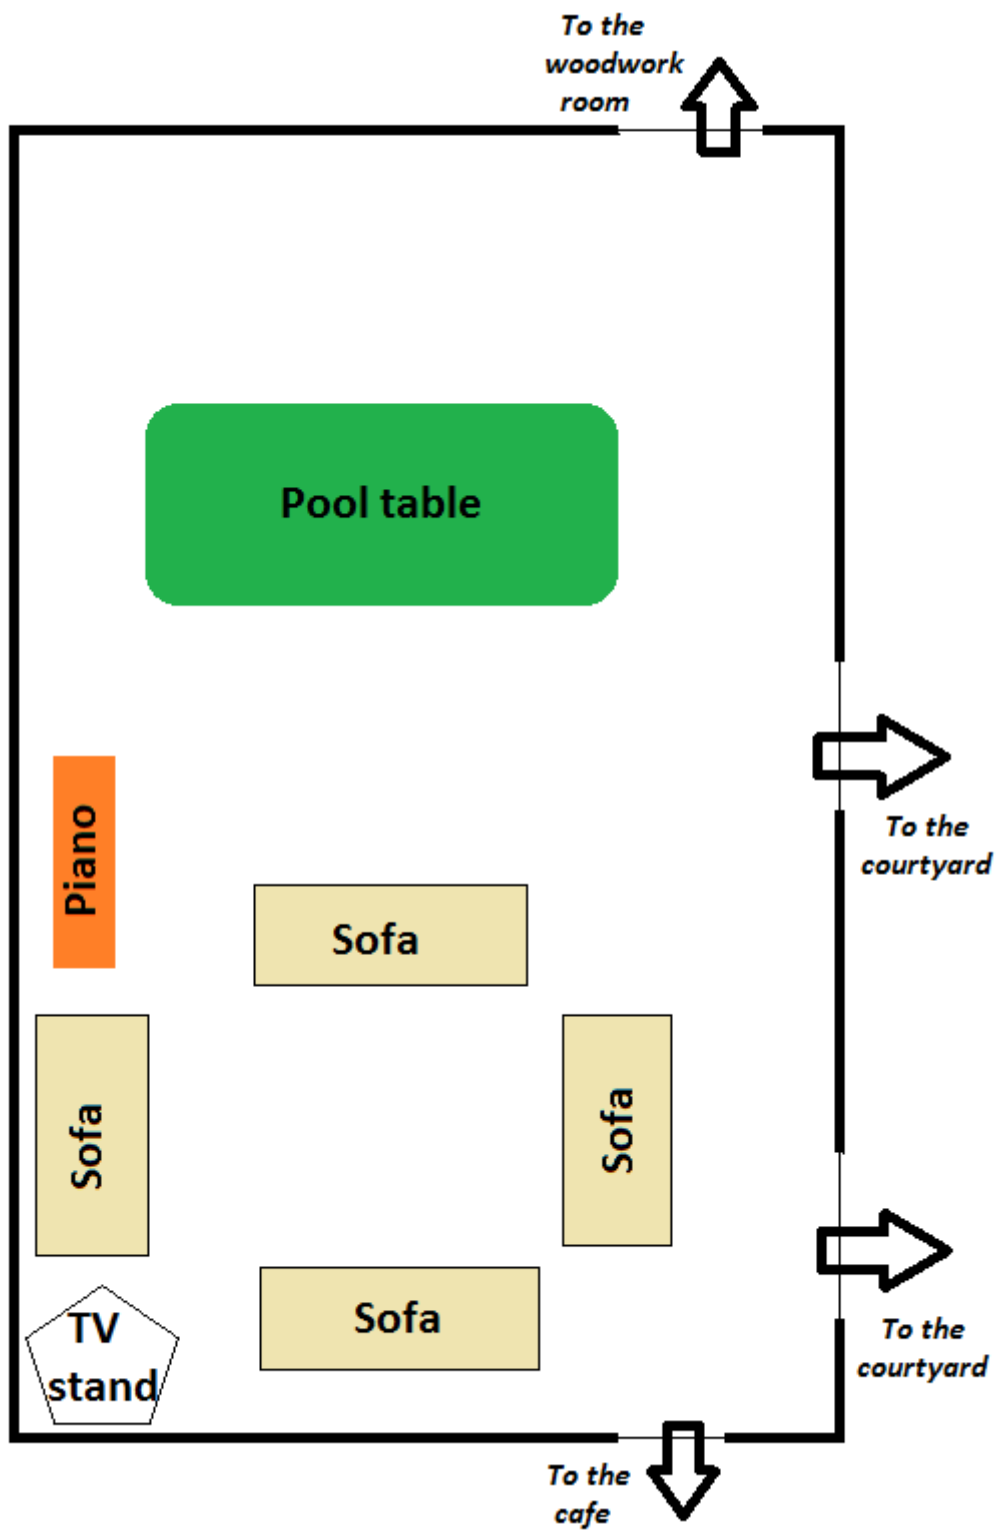 To the
woodwork
room
Pool table
To the
courtyard
Piano
Sofa
Sofa
Sofa
Sofa
TV
stand
To the
courtyard
To the
cafe